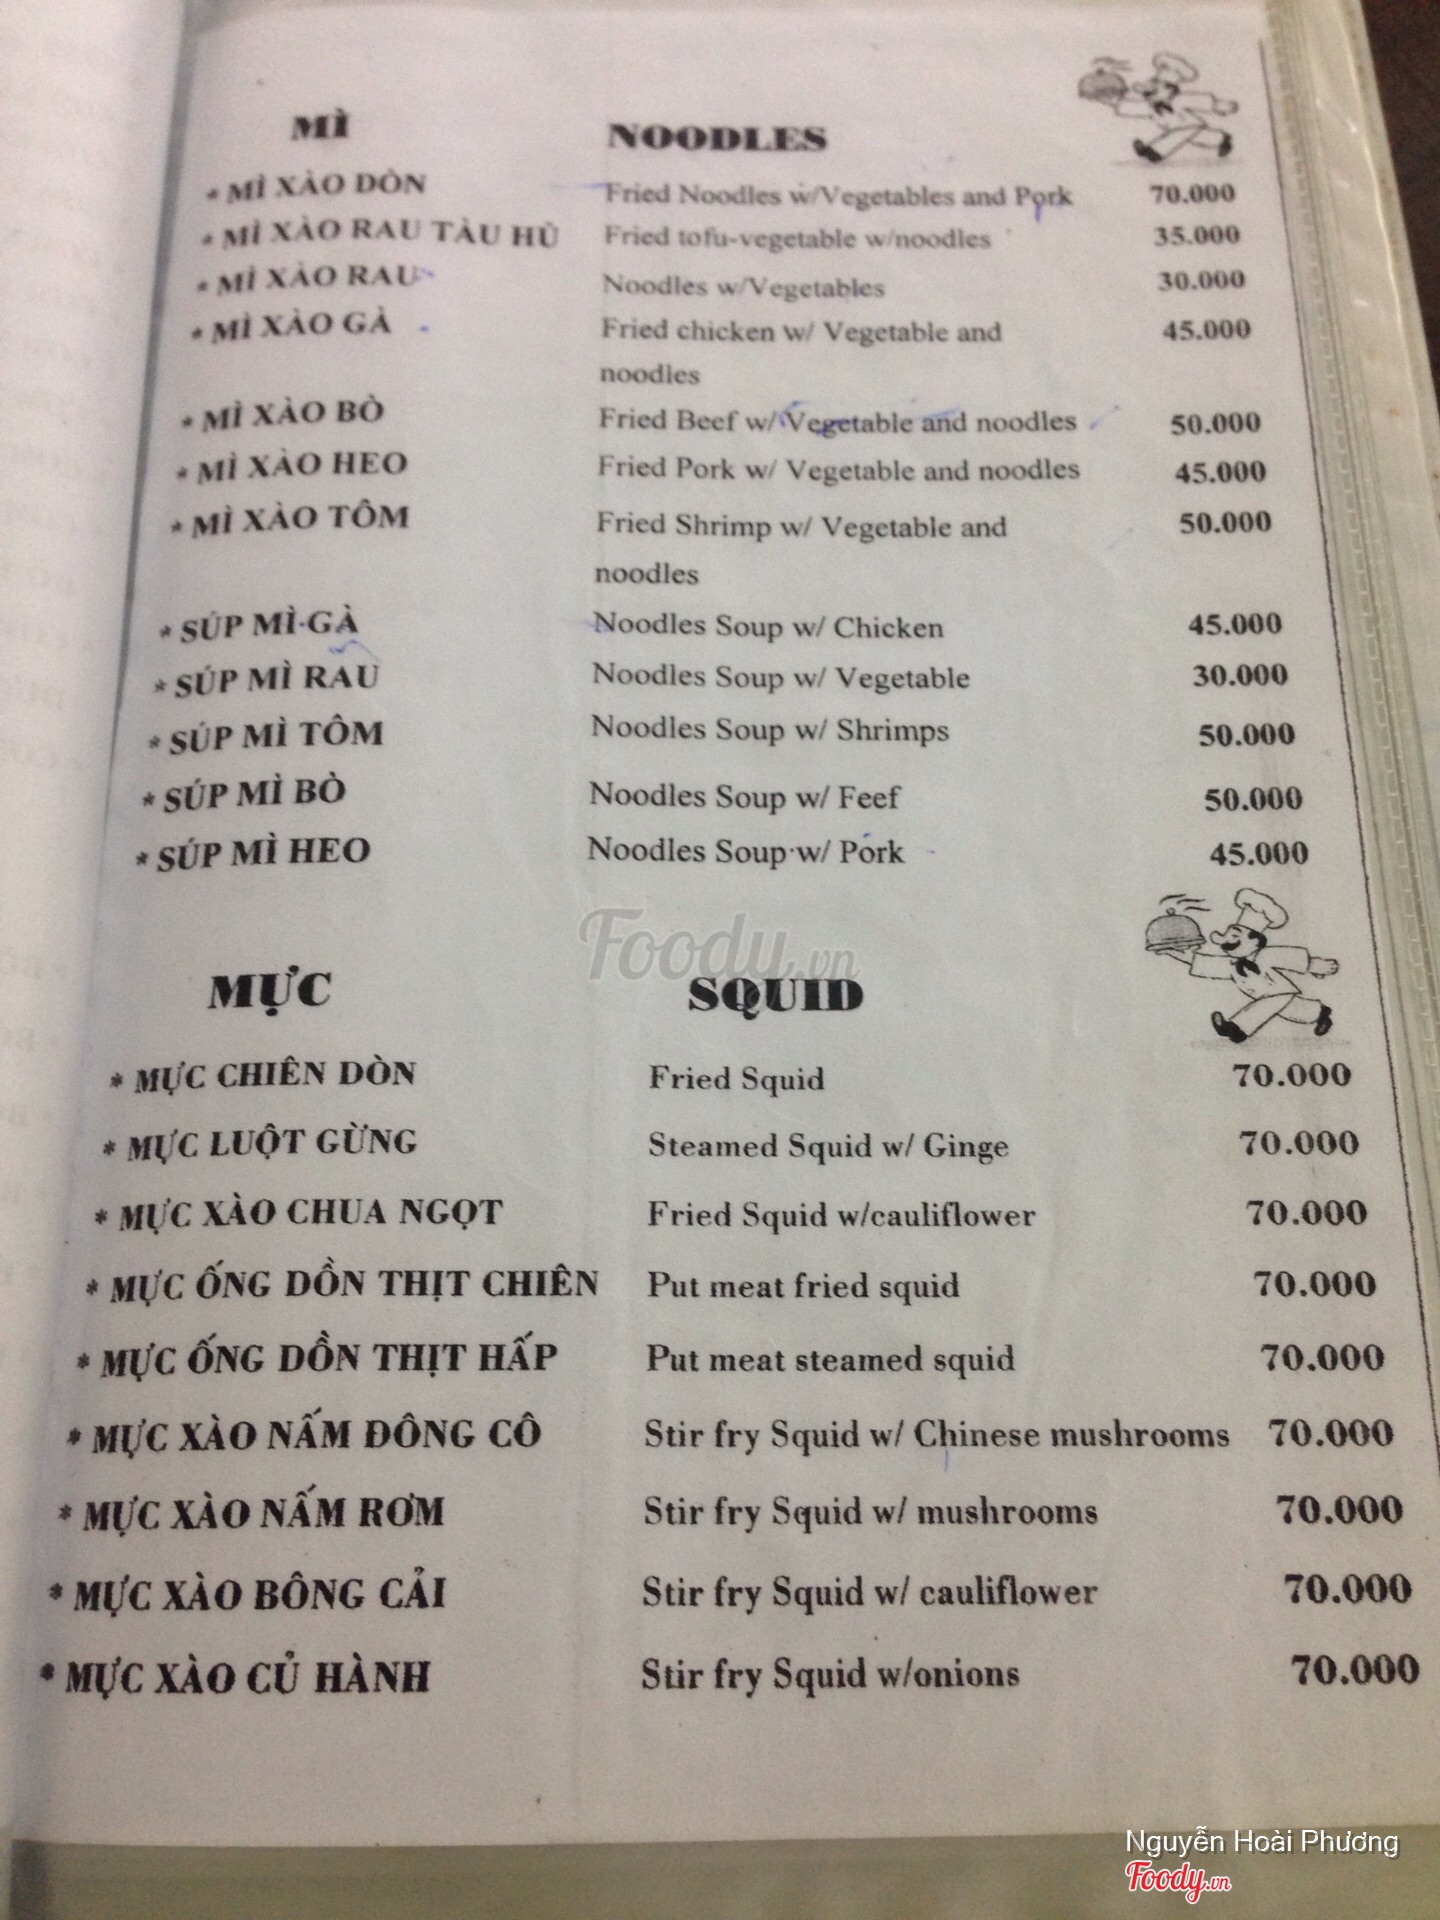 MÌ NOODLES
* MÌ XÀO DÒN Fried Noodles w/Vegetables and Pork 70.000
* MÌ XÀO RAU TÀU HỦ Fried tofu-vegetable w/noodles 35.000
* MÌ XÀO RAU Noodles w/Vegetables 30.000
* MÌ XÀO GÀ Fried chicken w/ Vegetable and 45.000
noodles
* MÌ XÀO BÒ Fried Beef w/ Vegetable and noodles 50.000
* MÌ XÀO HEO Fried Pork w/ Vegetable and noodles 45.000
* MÌ XÀO TÔM Fried Shrimp w/ Vegetable and 50.000
noodles
* SÚP MÌ GÀ Noodles Soup w/ Chicken 45.000
* SÚP MÌ RAU Noodles Soup w/ Vegetable 30.000
* SÚP MÌ TÔM Noodles Soup w/ Shrimps 50.000
* SÚP MÌ BÒ Noodles Soup w/ Feef 50.000
* SÚP MÌ HEO Noodles Soup w/ Pork 45.000
Foody.vn
MỰC SQUID
* MỰC CHIÊN DÒN Fried Squid 70.000
* MỰC LUỘT GỪNG Steamed Squid w/ Ginge 70.000
* MỰC XÀO CHUA NGỌT Fried Squid w/cauliflower 70.000
* MỰC ỐNG DỒN THỊT CHIÊN Put meat fried squid 70.000
* MỰC ỐNG DỒN THỊT HẤP Put meat steamed squid 70.000
* MỰC XÀO NẤM ĐÔNG CÔ Stir fry Squid w/ Chinese mushrooms 70.000
* MỰC XÀO NẤM RƠM Stir fry Squid w/ mushrooms 70.000
* MỰC XÀO BÔNG CẢI Stir fry Squid w/ cauliflower 70.000
* MỰC XÀO CỦ HÀNH Stir fry Squid w/onions 70.000
Nguyễn Hoài Phương
Foody.vn